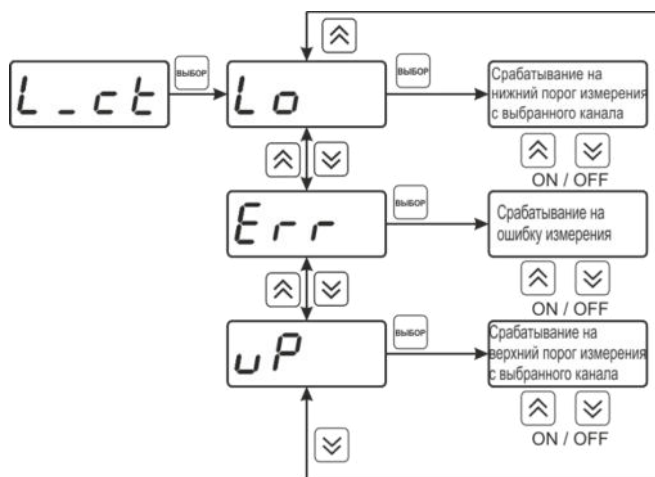 L_ct
ВЫБОР
Lo
ВЫБОР
Срабатывание на
нижний порог измерения
с выбранного канала
ON / OFF
Err
ВЫБОР
Срабатывание на
ошибку измерения
ON / OFF
uP
ВЫБОР
Срабатывание на
верхний порог измерения
с выбранного канала
ON / OFF